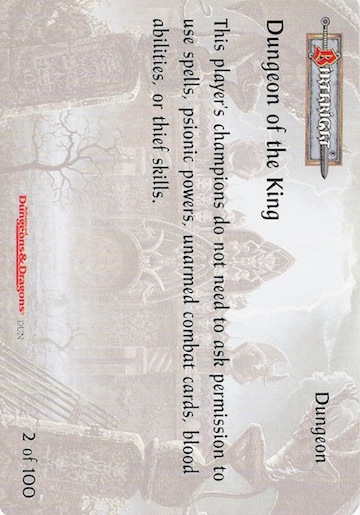 BIRTHRIGHT
Dungeon
Dungeon of the King
This player's champions do not need to ask permission to
use spells, psionic powers, unarmed combat cards, blood
abilities, or thief skills.
DUNGEONS & DRAGONS® DUN
2 of 100